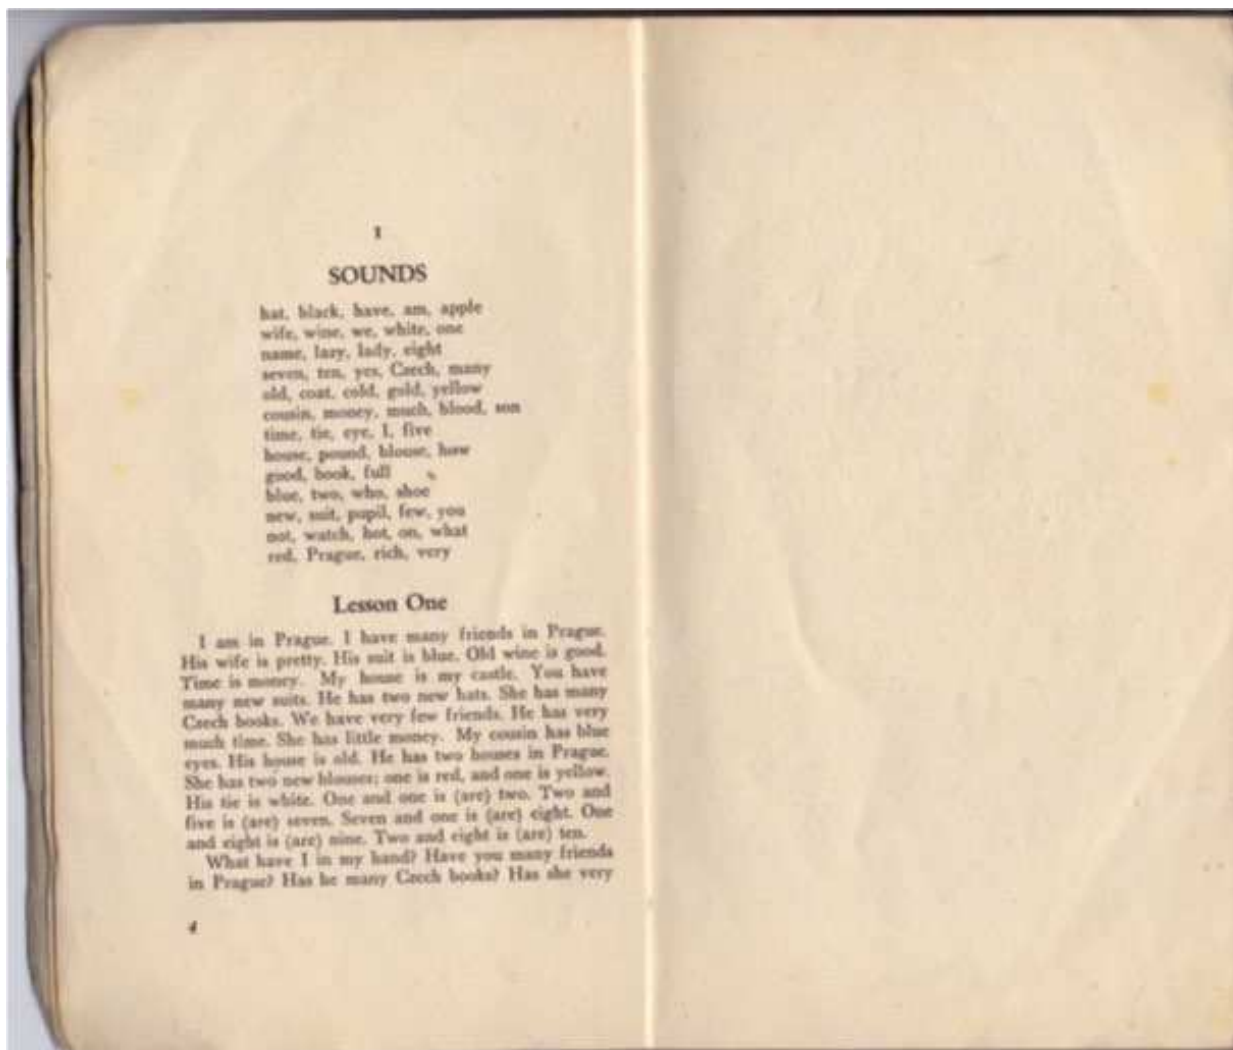 1
SOUNDS
hat, black, have, am, apple
wife, wine, we, white, one
name, lazy, lady, eight
seven, ten, yes, Czech, many
old, coat, cold, gold, yellow
cousin, money, much, blood, son
time, tie, eye, I, five
house, pound, blouse, how
good, book, full
blue, two, who, shoe
new, suit, pupil, few, you
not, watch, hot, on, what
red, Prague, rich, very
Lesson One
I am in Prague. I have many friends in Prague.
His wife is pretty. His suit is blue. Old wine is good.
Time is money. My house is my castle. You have
many new suits. He has two new hats. She has many
Czech books. We have very few friends. He has very
much time. She has little money. My cousin has blue
eyes. His house is old. He has two houses in Prague.
She has two new blouses; one is red, and one is yellow.
His tie is white. One and one is (are) two. Two and
five is (are) seven. Seven and one is (are) eight. One
and eight is (are) nine. Two and eight is (are) ten.
What have I in my hand? Have you many friends
in Prague? Has he many Czech books? Has she very
4